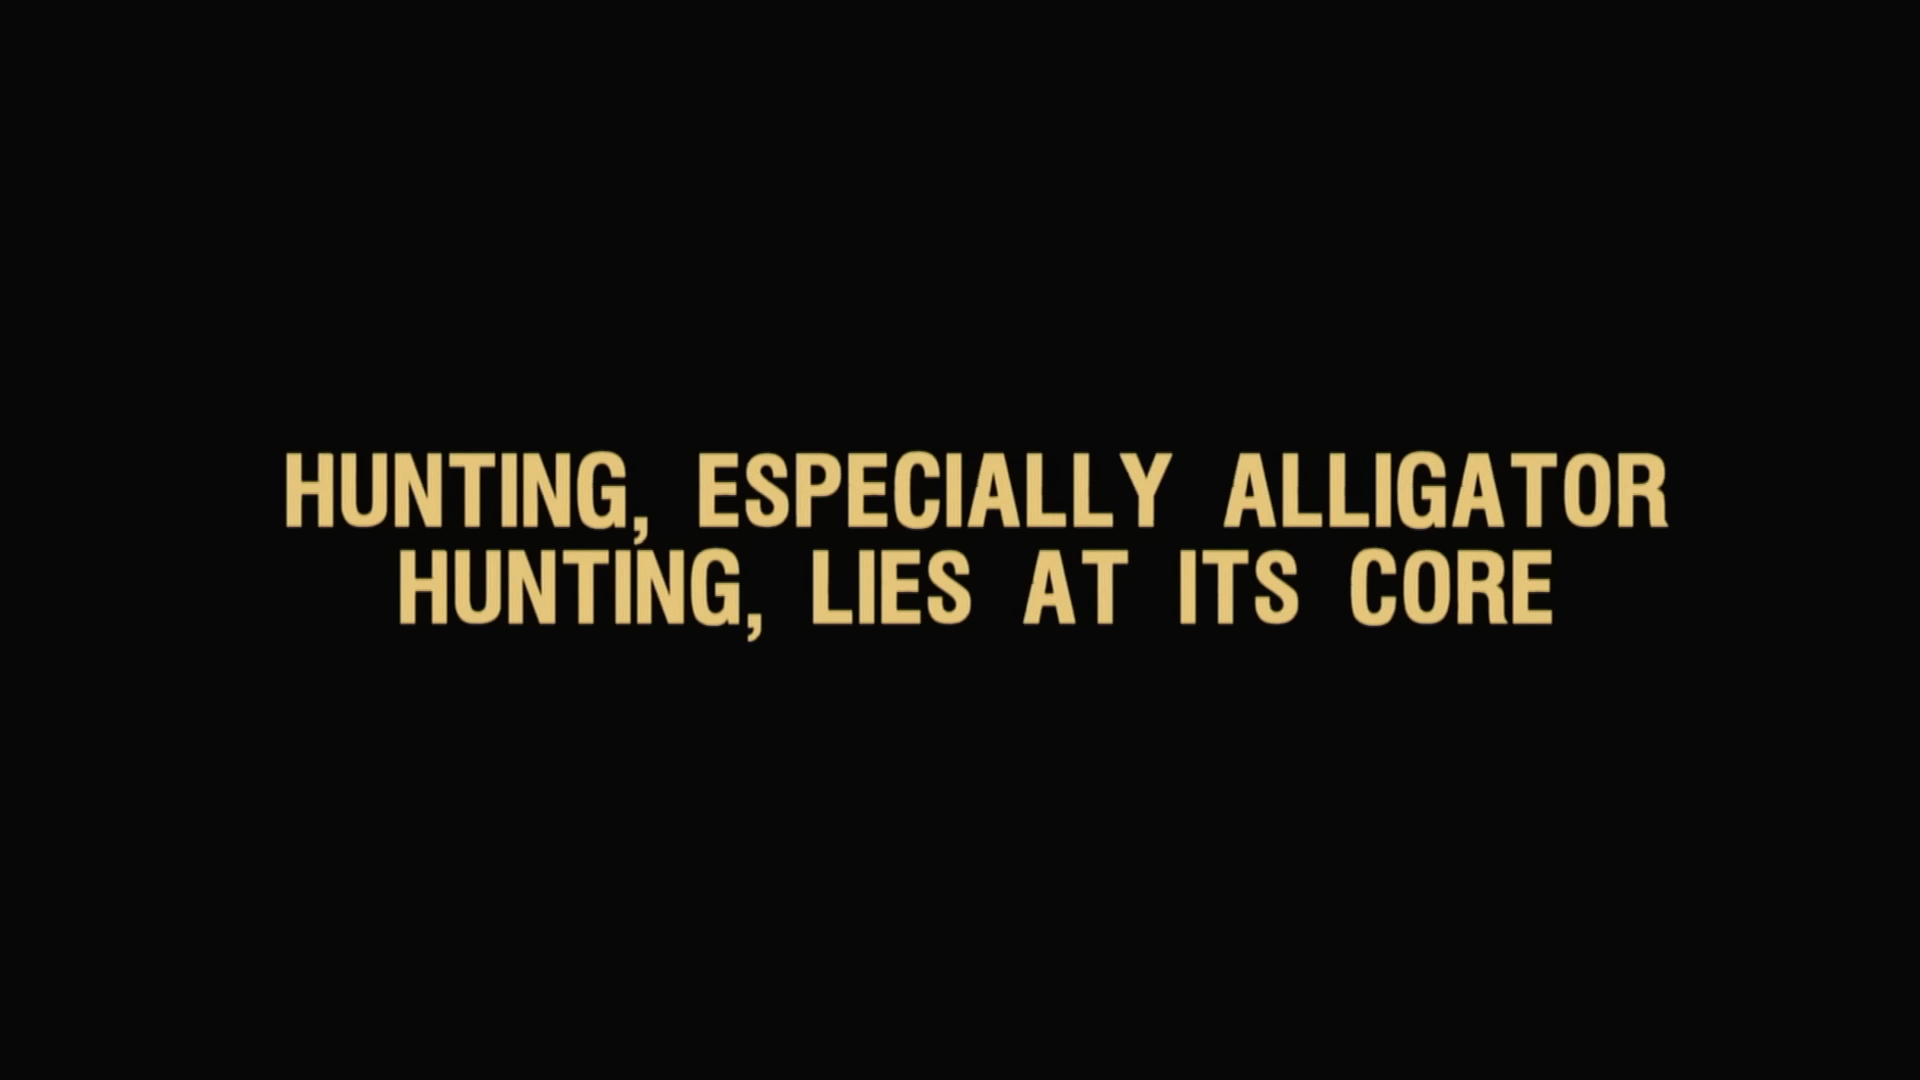 HUNTING, ESPECIALLY ALLIGATOR
HUNTING, LIES AT ITS CORE